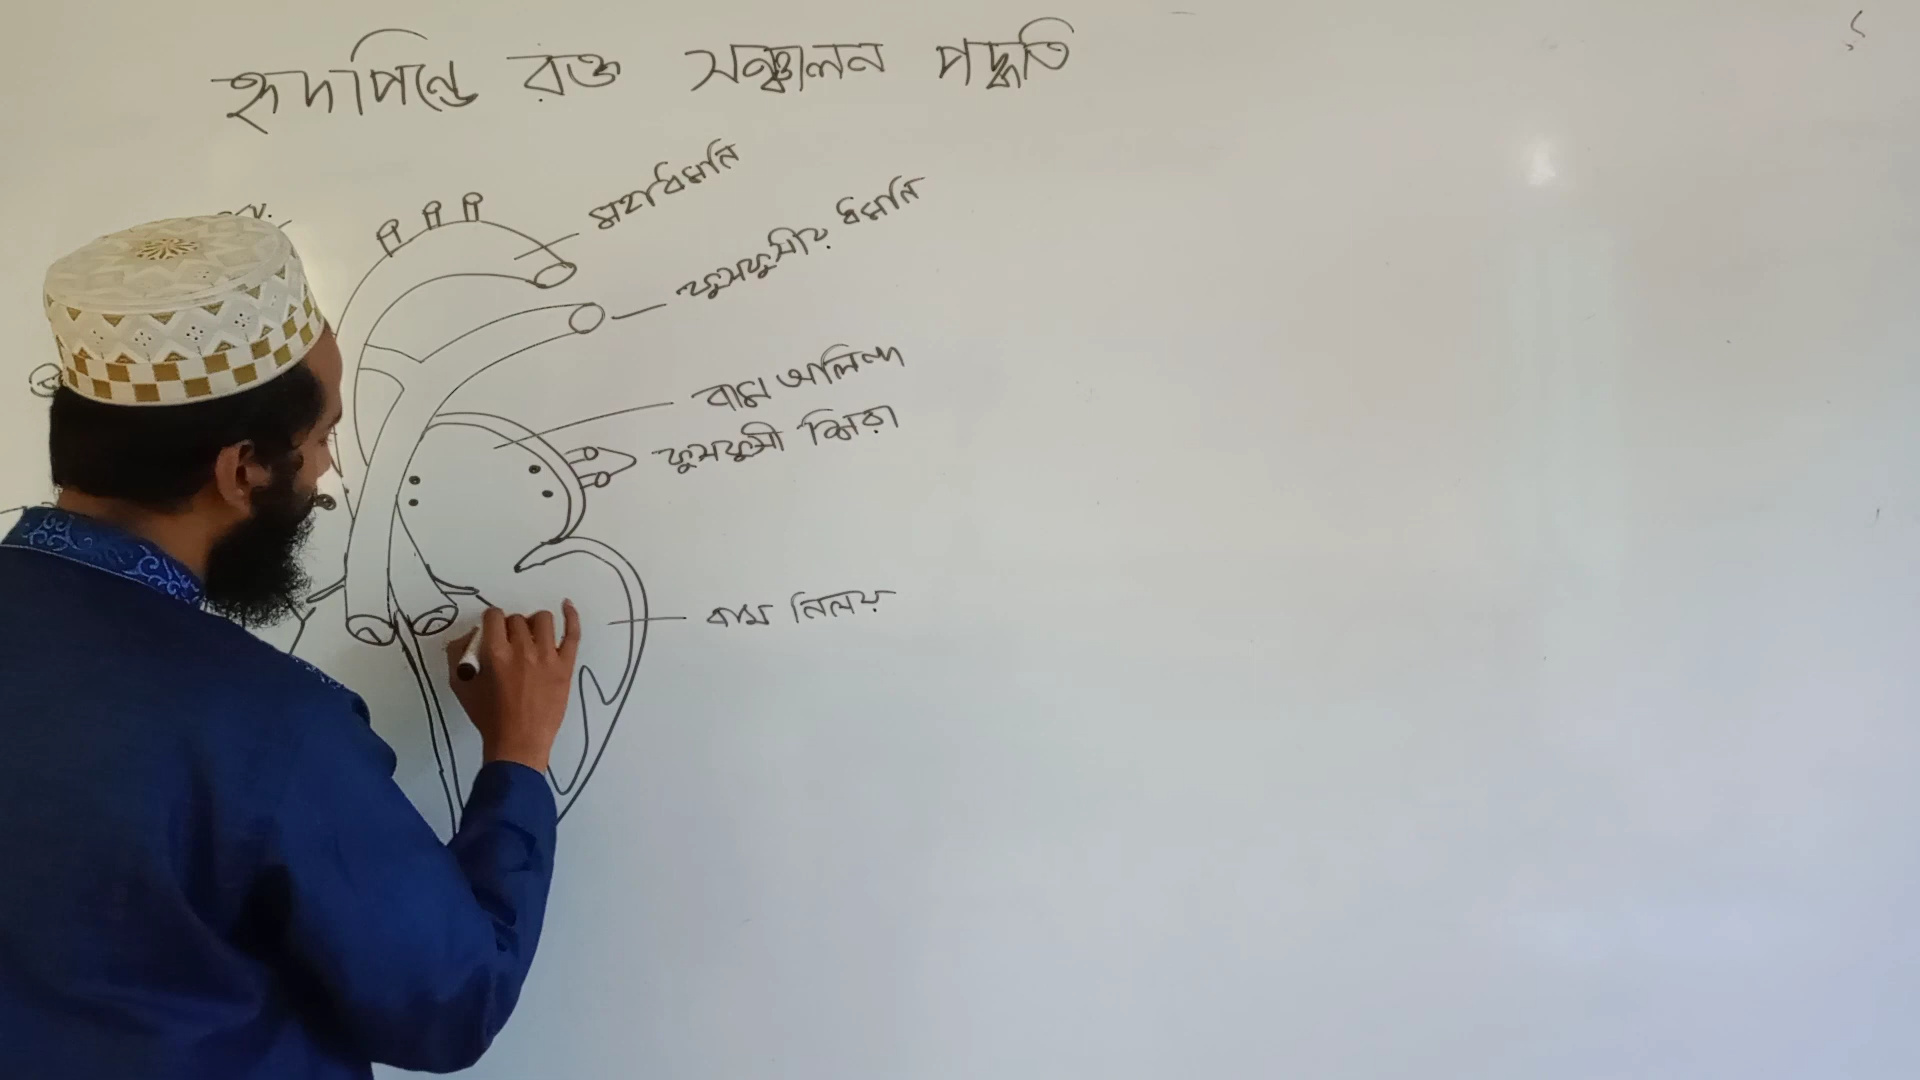 হৃদপিণ্ডে রক্ত সঞ্চালন পদ্ধতি
মহাধমনি
ফুসফুসীয় ধমনি
বাম অলিন্দ
ফুসফুসী শিরা
বাম নিলয়